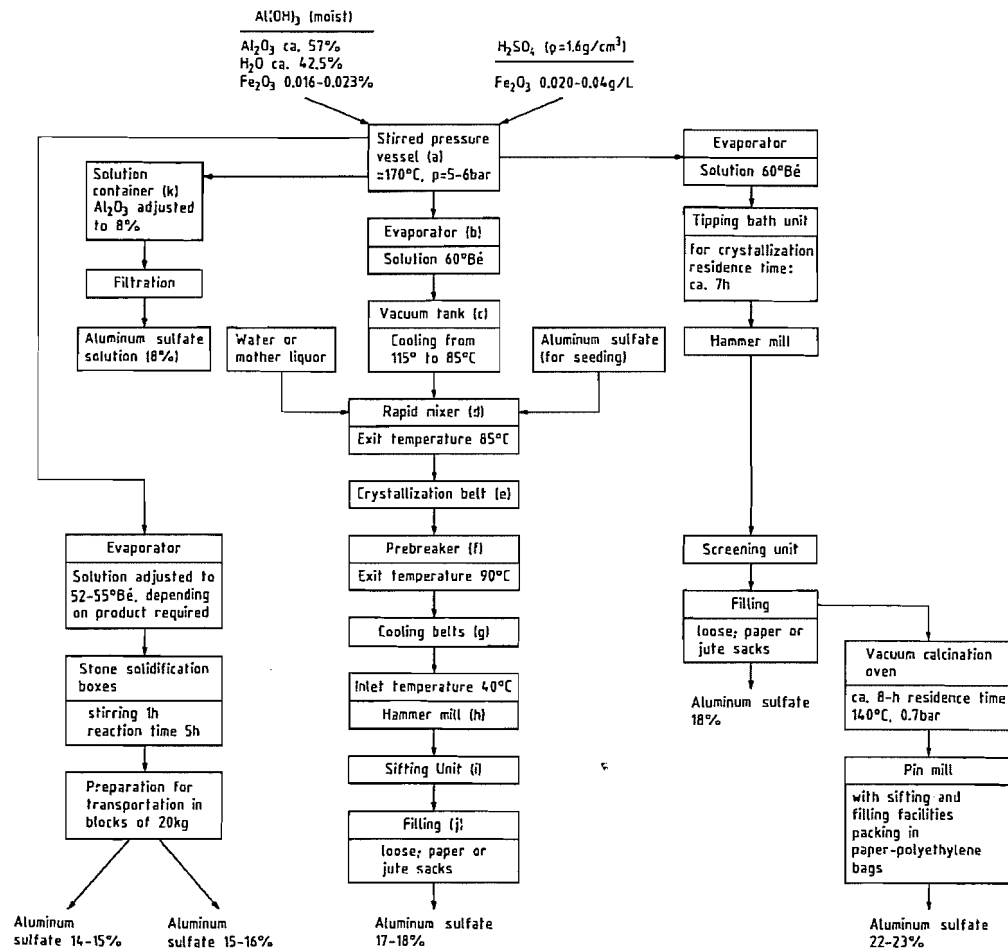 Al(OH)3 (moist)
Al2O3 ca. 57%
H2O ca. 42.5%
Fe2O3 0.016-0.023%
H2SO4 (ρ=1.6g/cm3)
Fe2O3 0.020-0.04g/L
Stirred pressure
vessel (a)
≈170°C, p=5-6bar
Solution
container (k)
Al2O3 adjusted
to 8%
Filtration
Aluminum sulfate
solution (8%)
Evaporator (b)
Solution 60°Bé
Vacuum tank (c)
Cooling from
115° to 85°C
Water or
mother liquor
Aluminum sulfate
(for seeding)
Rapid mixer (d)
Exit temperature 85°C
Crystallization belt (e)
Prebreaker (f)
Exit temperature 90°C
Cooling belts (g)
Inlet temperature 40°C
Hammer mill (h)
Sifting Unit (i)
Filling (j)
loose; paper or
jute sacks
Aluminum sulfate
17-18%
Evaporator
Solution adjusted to
52-55°Bé, depending
on product required
Stone solidification
boxes
stirring 1h
reaction time 5h
Preparation for
transportation in
blocks of 20kg
Aluminum
sulfate 14-15%
Aluminum
sulfate 15-16%
Evaporator
Solution 60°Bé
Tipping bath unit
for crystallization
residence time:
ca. 7h
Hammer mill
Screening unit
Filling
loose; paper or
jute sacks
Aluminum sulfate
18%
Vacuum calcination
oven
ca. 8-h residence time
140°C, 0.7bar
Pin mill
with sifting and
filling facilities
packing in
paper-polyethylene
bags
Aluminum sulfate
22-23%